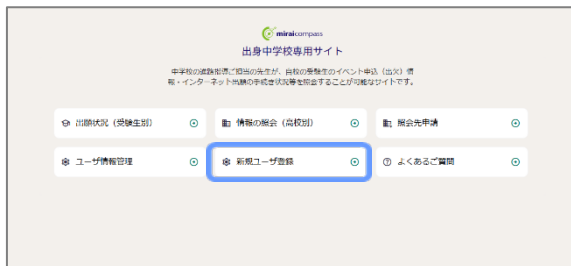 miraicompass
出身中学校専用サイト
中学校の進路指導ご担当の先生が、自校の受験生のイベント申込（出欠）情
報・インターネット出願の手続き状況等を照会することが可能なサイトです。
出願状況（受験生別）
情報の照会（高校別）
照会先申請
ユーザ情報管理
新規ユーザ登録
よくあるご質問